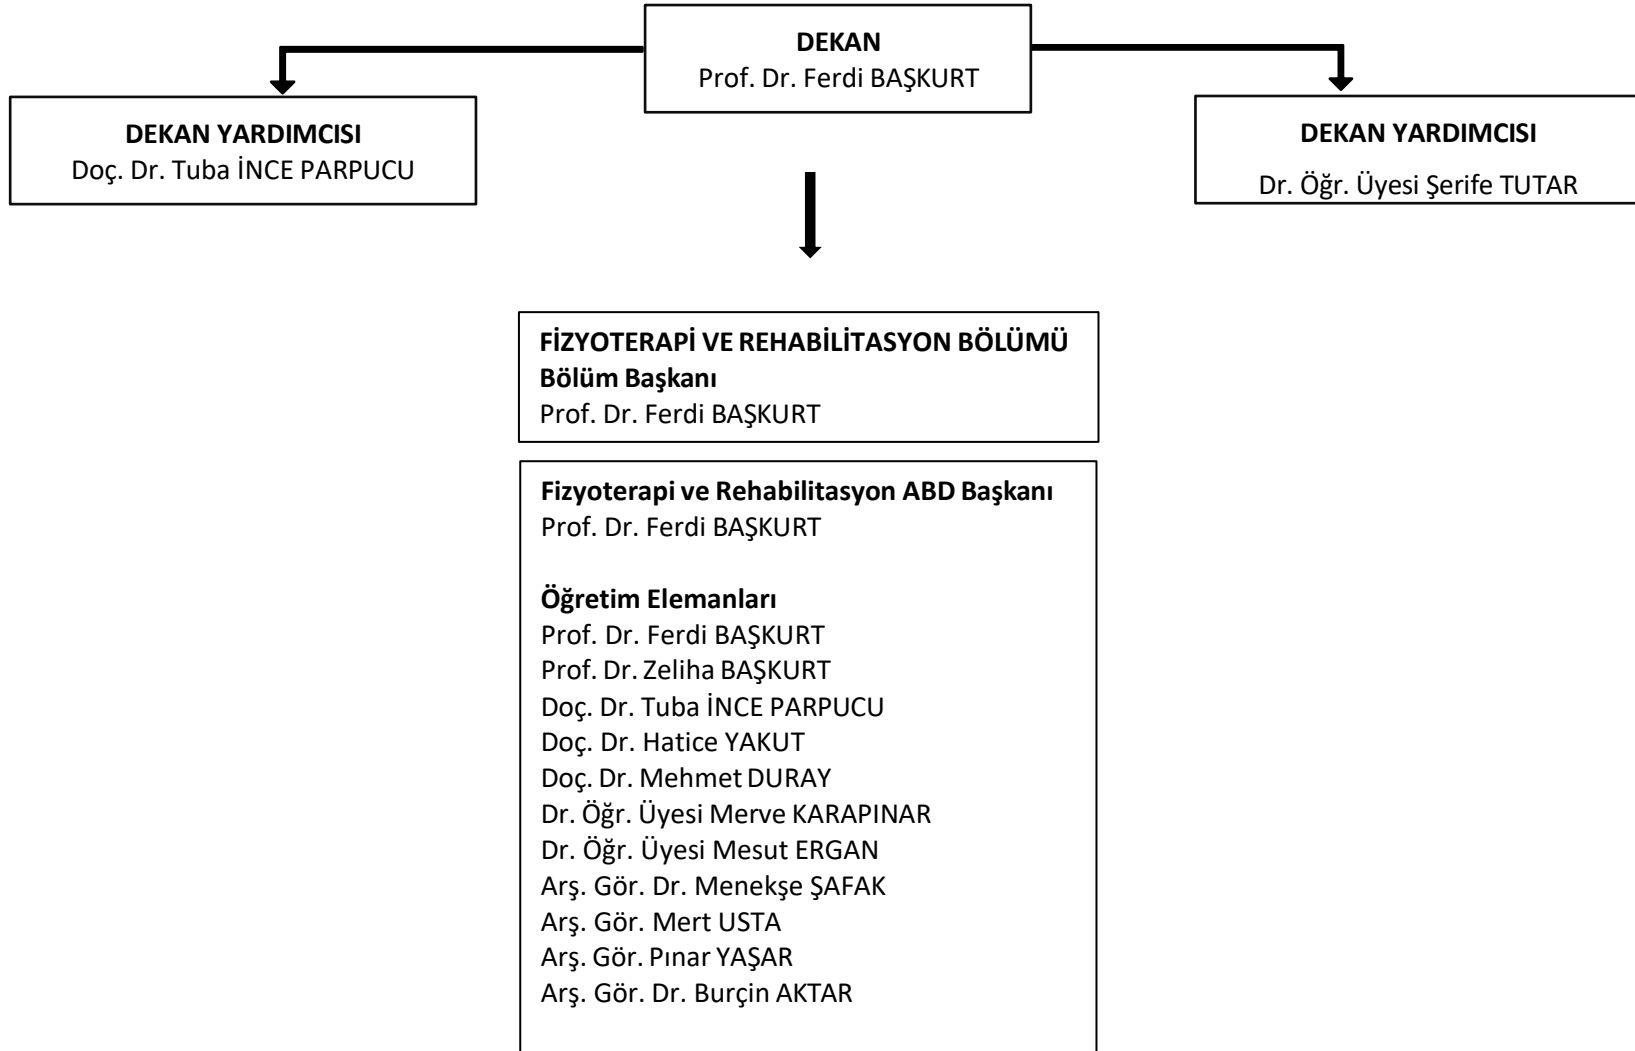 DEKAN
Prof. Dr. Ferdi BAŞKURT
DEKAN YARDIMCISI
Doç. Dr. Tuba İNCE PARPUCU
DEKAN YARDIMCISI
Dr. Öğr. Üyesi Şerife TUTAR
FİZYOTERAPİ VE REHABİLİTASYON BÖLÜMÜ
Bölüm Başkanı
Prof. Dr. Ferdi BAŞKURT
Fizyoterapi ve Rehabilitasyon ABD Başkanı
Prof. Dr. Ferdi BAŞKURT
Öğretim Elemanları
Prof. Dr. Ferdi BAŞKURT
Prof. Dr. Zeliha BAŞKURT
Doç. Dr. Tuba İNCE PARPUCU
Doç. Dr. Hatice YAKUT
Doç. Dr. Mehmet DURAY
Dr. Öğr. Üyesi Merve KARAPINAR
Dr. Öğr. Üyesi Mesut ERGAN
Arş. Gör. Dr. Menekşe ŞAFAK
Arş. Gör. Mert USTA
Arş. Gör. Pınar YAŞAR
Arş. Gör. Dr. Burçin AKTAR